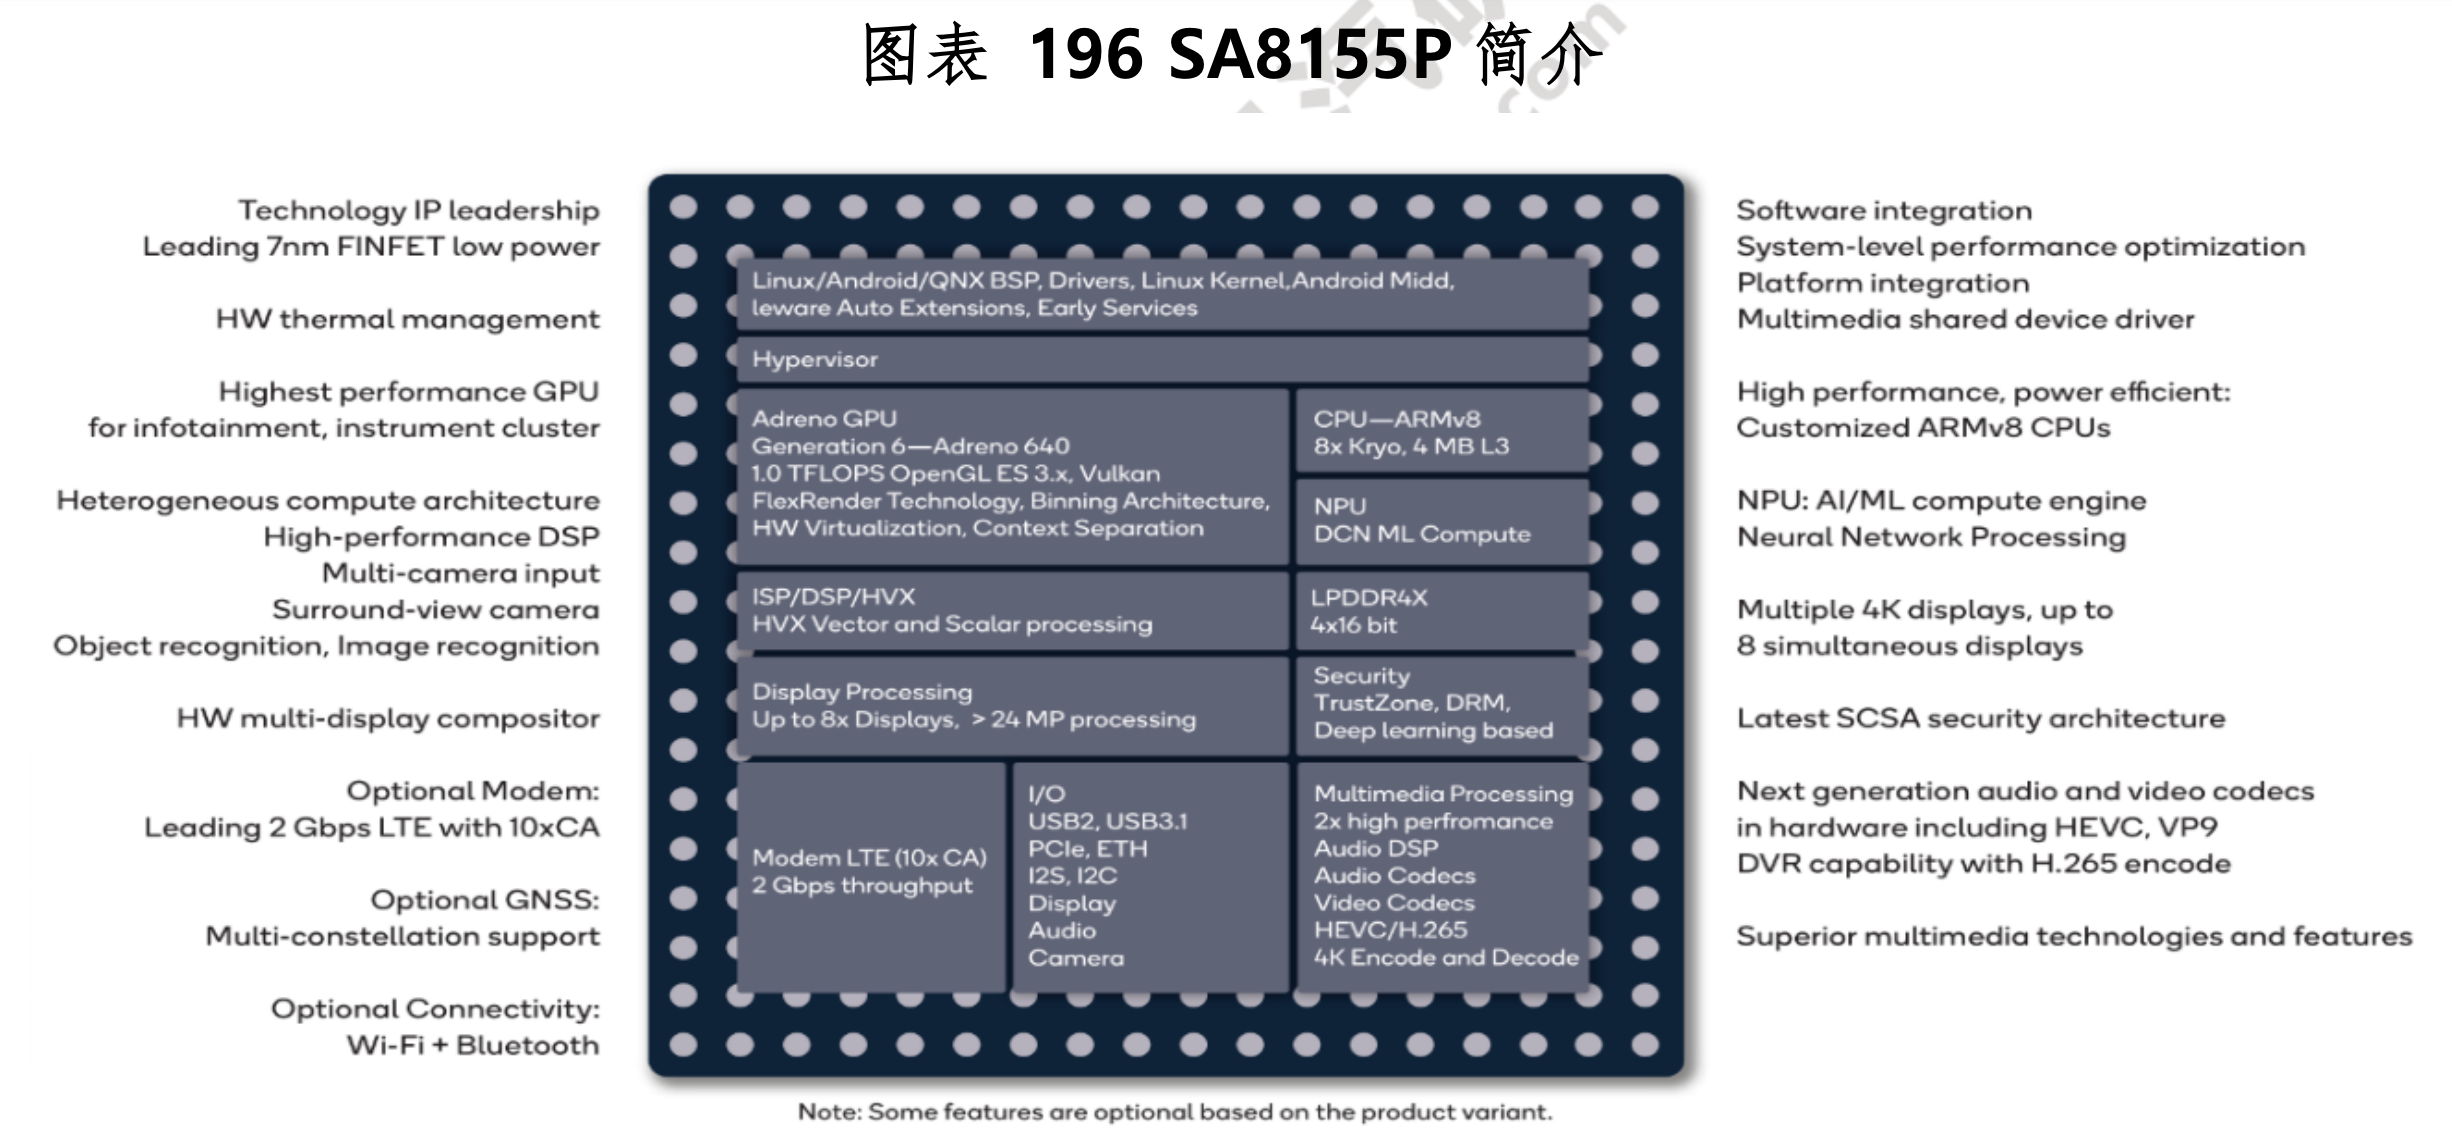 图表 196 SA8155P 简介
Technology IP leadership
Leading 7nm FINFET low power
HW thermal management
Highest performance GPU
for infotainment, instrument cluster
Heterogeneous compute architecture
High-performance DSP
Multi-camera input
Surround-view camera
Object recognition, Image recognition
HW multi-display compositor
Optional Modem:
Leading 2 Gbps LTE with 10xCA
Optional GNSS:
Multi-constellation support
Optional Connectivity:
Wi-Fi + Bluetooth
Linux/Android/QNX BSP, Drivers, Linux Kernel,Android Midd,
leware Auto Extensions, Early Services
Hypervisor
Adreno GPU
Generation 6—Adreno 640
1.0 TFLOPS OpenGL ES 3.x, Vulkan
FlexRender Technology, Binning Architecture,
HW Virtualization, Context Separation
CPU—ARMv8
8x Kryo, 4 MB L3
NPU
DCN ML Compute
ISP/DSP/HVX
HVX Vector and Scalar processing
LPDDR4X
4x16 bit
Display Processing
Up to 8x Displays, > 24 MP processing
Security
TrustZone, DRM,
Deep learning based
Modem LTE (10x CA)
2 Gbps throughput
I/O
USB2, USB3.1
PCIe, ETH
I2S, I2C
Display
Audio
Camera
Multimedia Processing
2x high perfromance
Audio DSP
Audio Codecs
Video Codecs
HEVC/H.265
4K Encode and Decode
Software integration
System-level performance optimization
Platform integration
Multimedia shared device driver
High performance, power efficient:
Customized ARMv8 CPUs
NPU: AI/ML compute engine
Neural Network Processing
Multiple 4K displays, up to
8 simultaneous displays
Latest SCSA security architecture
Next generation audio and video codecs
in hardware including HEVC, VP9
DVR capability with H.265 encode
Superior multimedia technologies and features
Note: Some features are optional based on the product variant.
.com